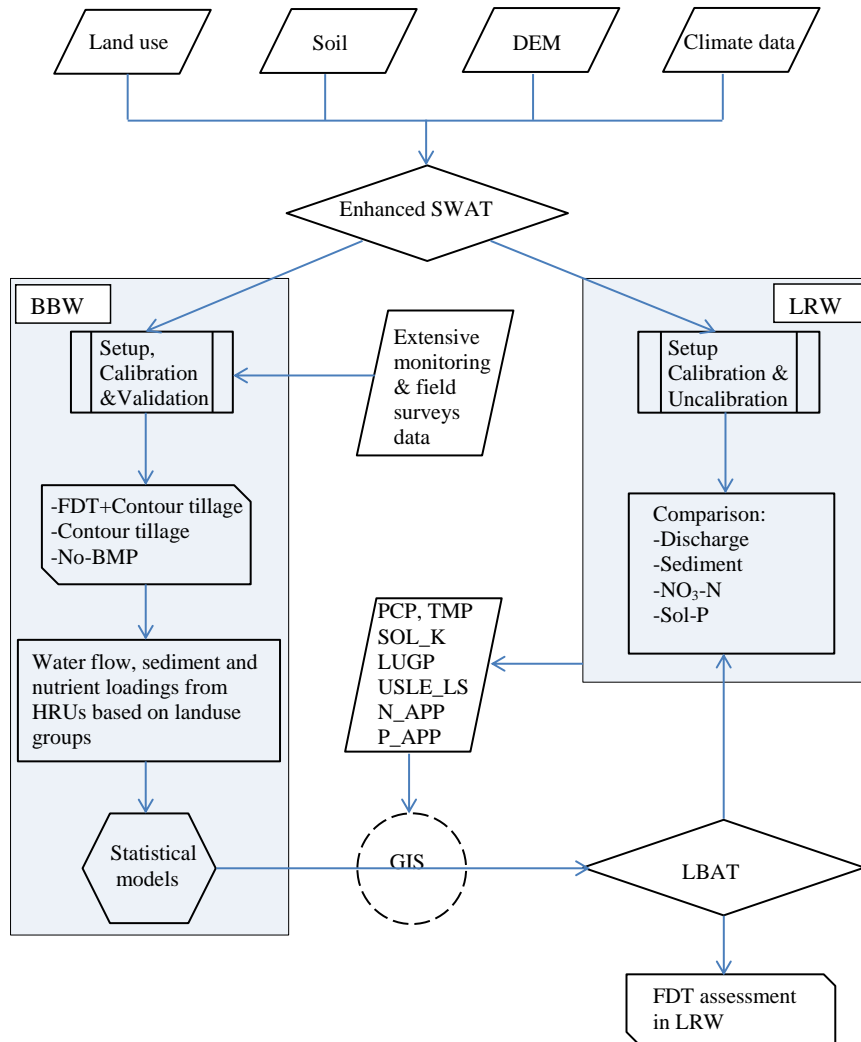 Land use
Soil
DEM
Climate data
Enhanced SWAT
BBW
LRW
Setup,
Calibration
&Validation
Extensive
monitoring
& field
surveys
data
Setup
Calibration &
Uncalibration
-FDT+Contour tillage
-Contour tillage
-No-BMP
Comparison:
-Discharge
-Sediment
-NO₃-N
-Sol-P
PCP, TMP
SOL_K
LUGP
USLE_LS
N_APP
P_APP
Water flow, sediment and
nutrient loadings from
HRUs based on landuse
groups
Statistical
models
GIS
LBAT
FDT assessment
in LRW